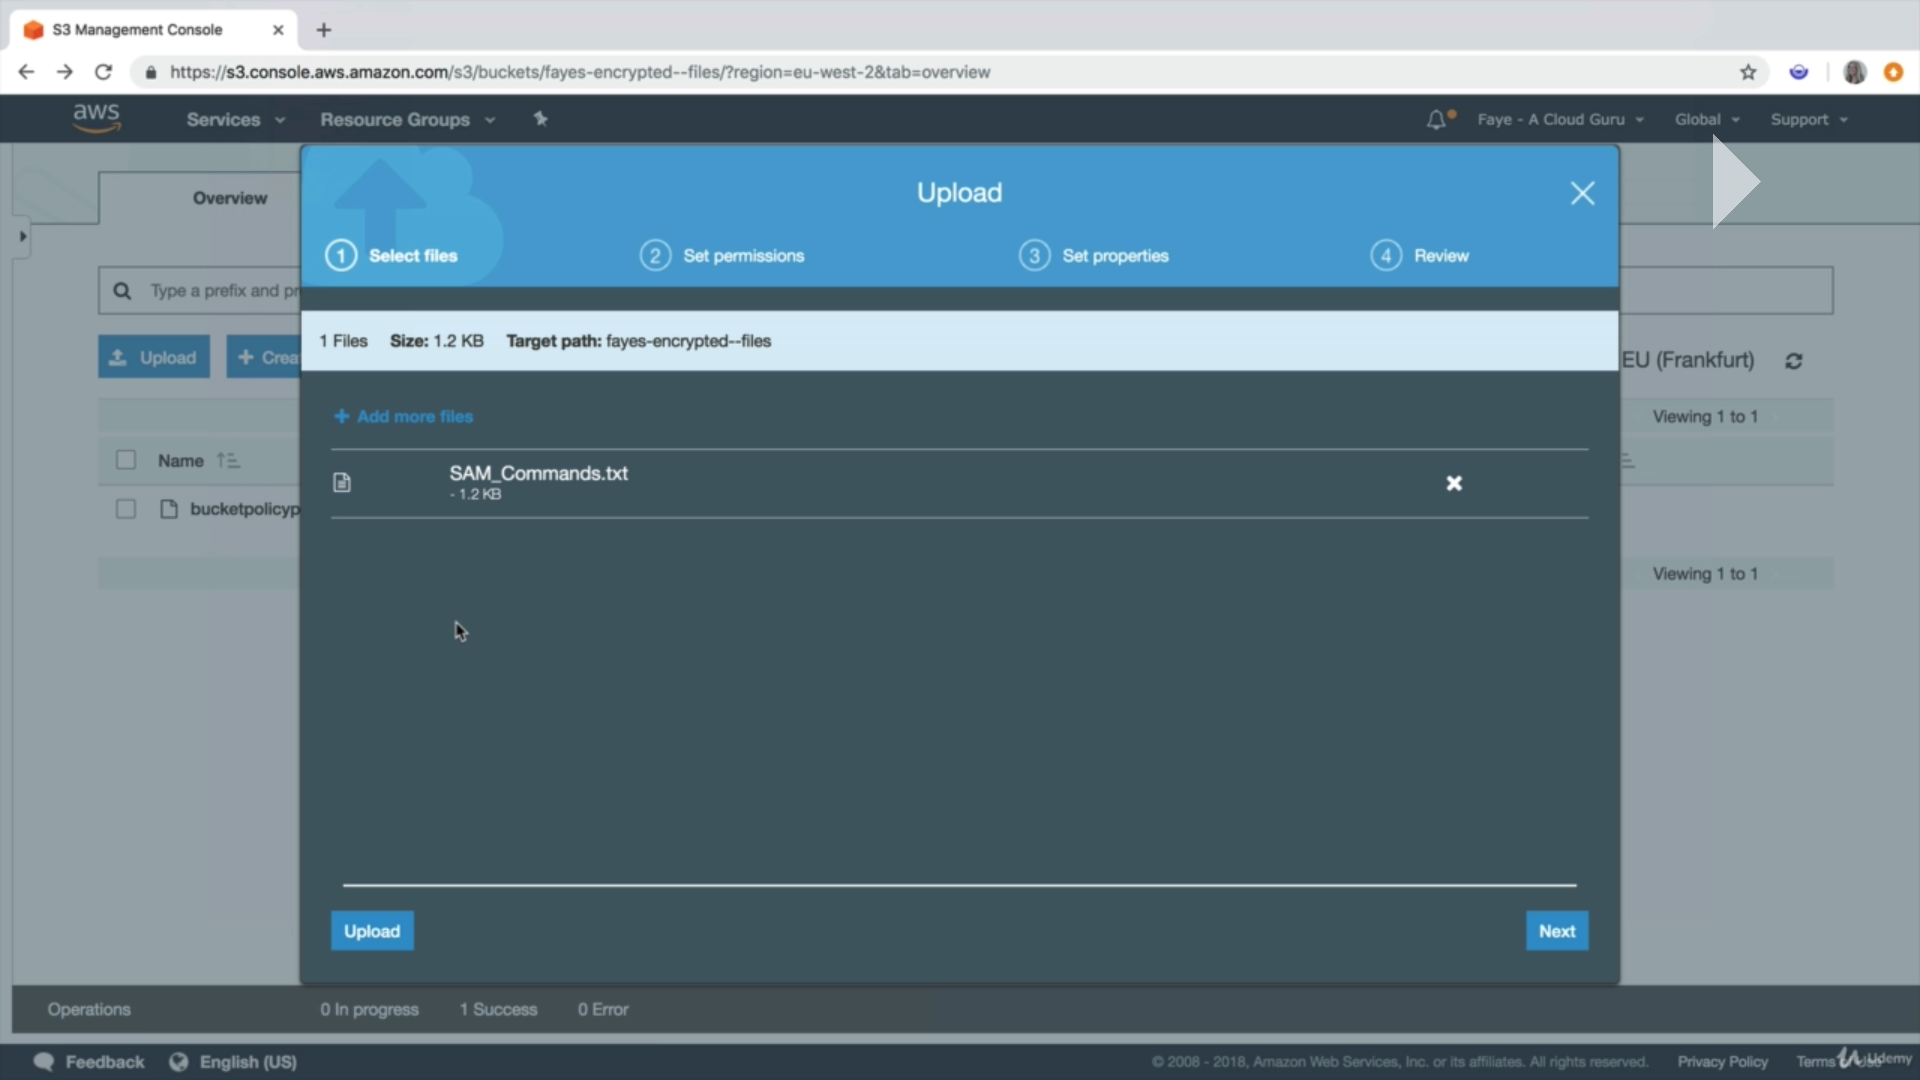 S3 Management Console
https://s3.console.aws.amazon.com/s3/buckets/fayes-encrypted--files/?region=eu-west-2&tab=overview
aws
Services
Resource Groups
Faye - A Cloud Guru
Global
Support
Upload
Overview
1 Select files
2 Set permissions
3 Set properties
4 Review
Type a prefix and pr
1 Files Size: 1.2 KB Target path: fayes-encrypted--files
Upload
+ Crea
EU (Frankfurt)
+ Add more files
Viewing 1 to 1
Name
SAM_Commands.txt
- 1.2 KB
bucketpolicyp
Viewing 1 to 1
Upload
Next
Operations
0 In progress
1 Success
0 Error
Feedback
English (US)
© 2008 - 2018, Amazon Web Services, Inc. or its affiliates. All rights reserved.
Privacy Policy
Terms
Udemy